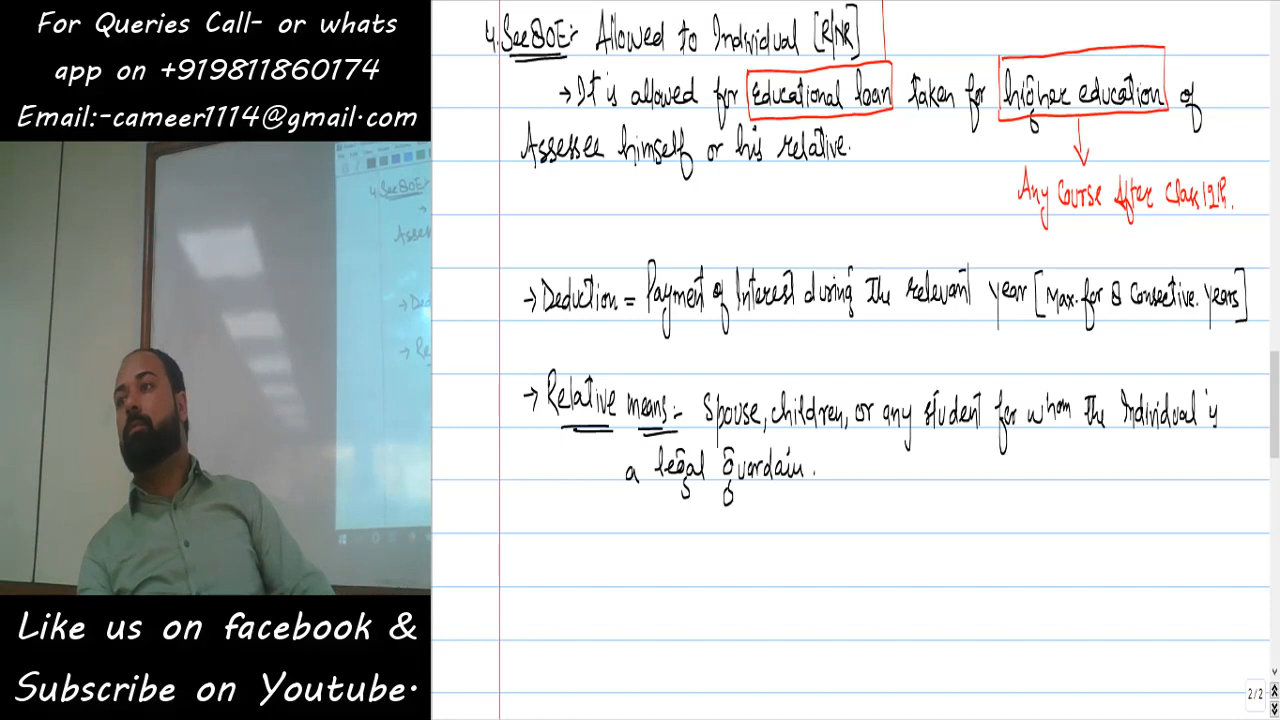 For Queries Call- or whats
app on +919811860174
Email:-cameer1114@gmail.com
Like us on facebook &
Subscribe on Youtube.
4. Sec 80E:- Allowed to Individual [R/NR]
→ It is allowed for Educational loan taken for higher education of
Assessee himself or his relative.
Any Course After Class 12th.
→ Deduction = Payment of Interest during the relevant year [Max. for 8 Consective. Years]
→ Relative means:- Spouse, children, or any student for whom the Individual is
a legal guardain.
2/2